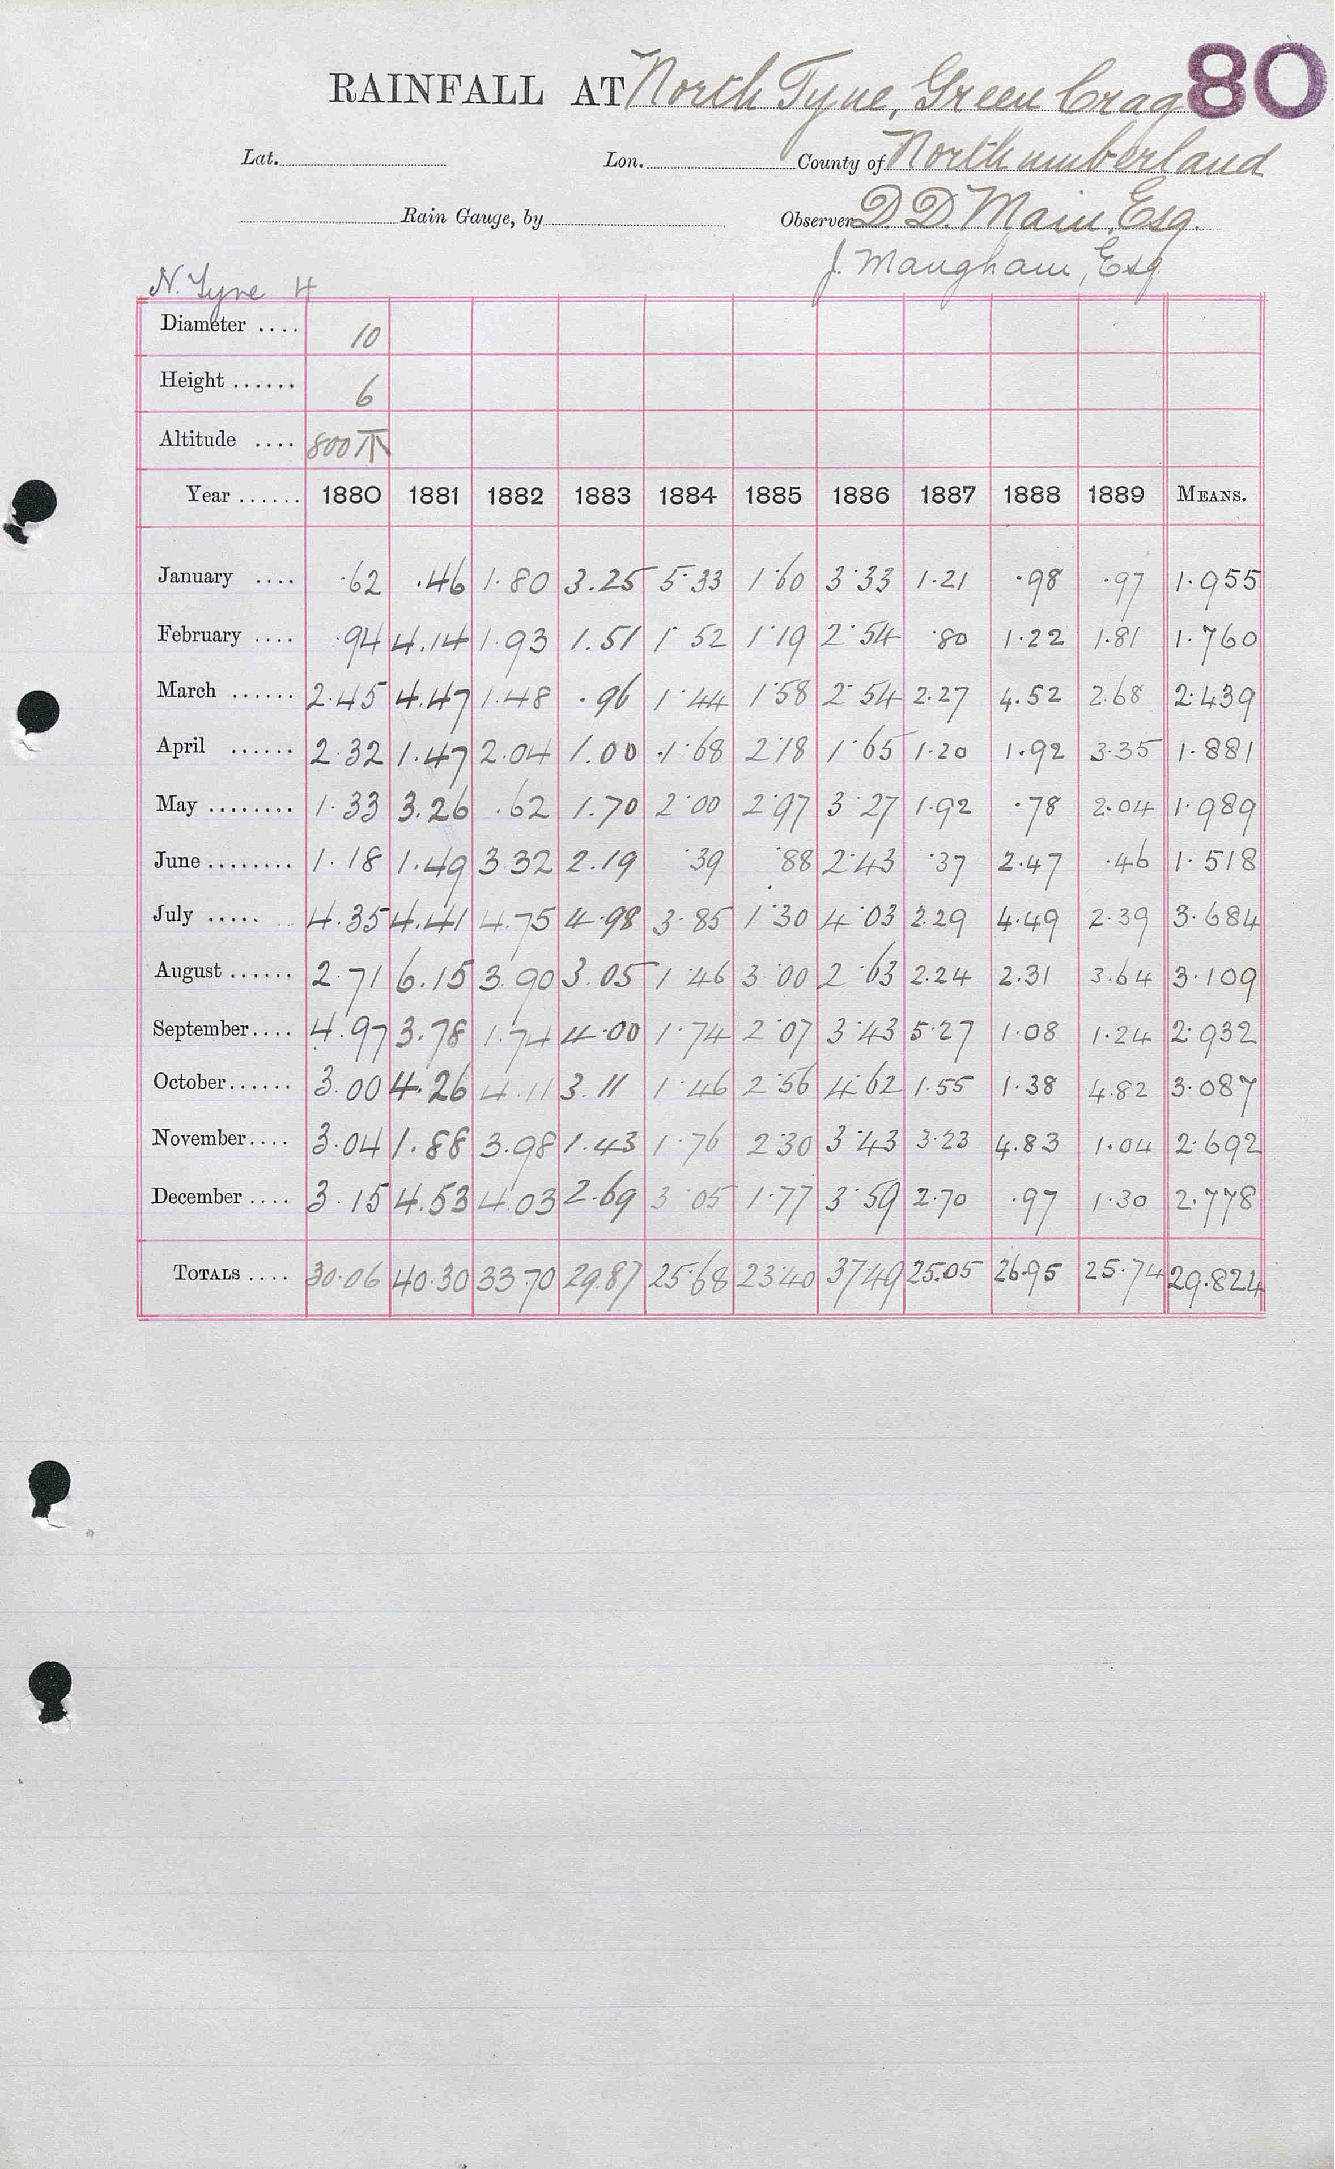 RAINFALL AT North Tyne, Green Crag 80
Lat. Lon. County of Northumberland
Rain Gauge, by Observer D. D. Main, Esq.
J. Maugham, Esq
N. Tyne 4
Diameter .... 10
Height ...... 6
Altitude .... 800
Year ...... 1880 1881 1882 1883 1884 1885 1886 1887 1888 1889 MEANS.
January .... .62 .46 1.80 3.25 5.33 1.60 3.33 1.21 .98 .97 1.955
February .... .94 4.14 1.93 1.51 1.52 1.19 2.54 .80 1.22 1.81 1.760
March ...... 2.45 4.47 1.48 .96 1.44 1.58 2.54 2.27 4.52 2.68 2.439
April ...... 2.32 1.47 2.04 1.00 1.68 2.18 1.65 1.20 1.92 3.35 1.881
May ........ 1.33 3.26 .62 1.70 2.00 2.97 3.27 1.92 .78 2.04 1.989
June ........ 1.18 1.49 3.32 2.19 .39 .88 2.43 .37 2.47 .46 1.518
July ..... 4.35 4.41 4.75 4.98 3.85 1.30 4.03 2.29 4.49 2.39 3.684
August ...... 2.71 6.15 3.90 3.05 1.46 3.00 2.63 2.24 2.31 3.64 3.109
September.... 4.97 3.78 1.74 4.00 1.74 2.07 3.43 5.27 1.08 1.24 2.932
October...... 3.00 4.26 4.11 3.11 1.46 2.56 4.62 1.55 1.38 4.82 3.087
November.... 3.04 1.88 3.98 1.43 1.76 2.30 3.43 3.23 4.83 1.04 2.692
December .... 3.15 4.53 4.03 2.69 3.05 1.77 3.59 2.70 .97 1.30 2.778
TOTALS .... 30.06 40.30 33.70 29.87 25.68 23.40 37.49 25.05 26.95 25.74 29.824